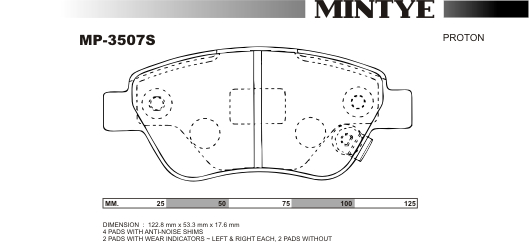 MINTYE
MP-3507S
PROTON
MM. 25 50 75 100 125
DIMENSION : 122.8 mm x 53.3 mm x 17.6 mm
4 PADS WITH ANTI-NOISE SHIMS
2 PADS WITH WEAR INDICATORS ~ LEFT & RIGHT EACH, 2 PADS WITHOUT